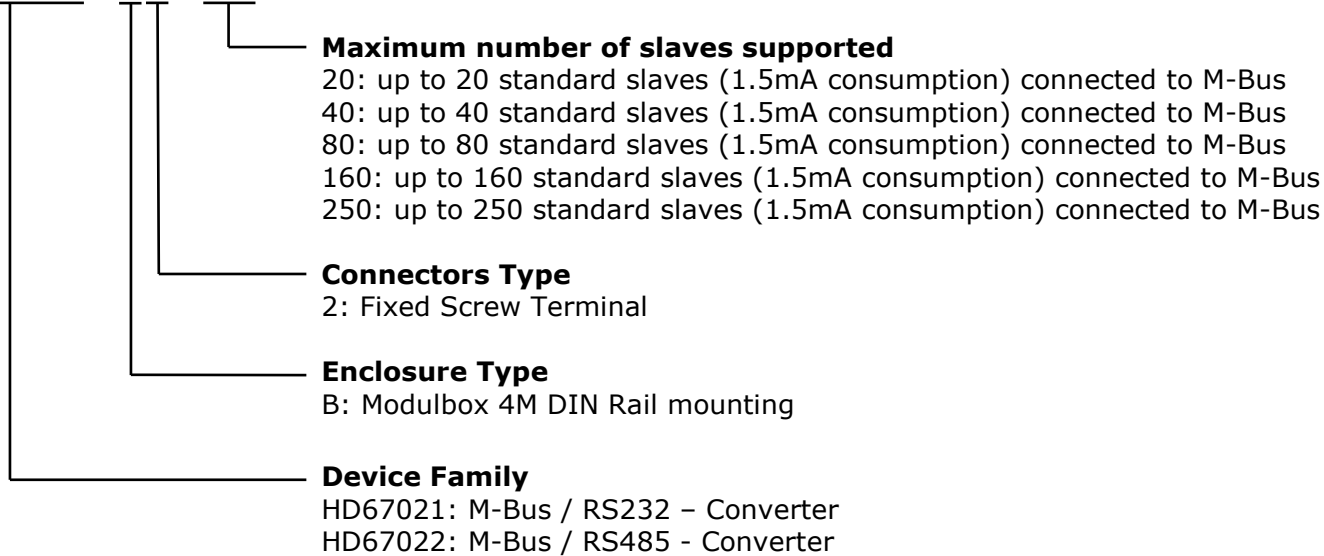 Maximum number of slaves supported
20: up to 20 standard slaves (1.5mA consumption) connected to M-Bus
40: up to 40 standard slaves (1.5mA consumption) connected to M-Bus
80: up to 80 standard slaves (1.5mA consumption) connected to M-Bus
160: up to 160 standard slaves (1.5mA consumption) connected to M-Bus
250: up to 250 standard slaves (1.5mA consumption) connected to M-Bus
Connectors Type
2: Fixed Screw Terminal
Enclosure Type
B: Modulbox 4M DIN Rail mounting
Device Family
HD67021: M-Bus / RS232 – Converter
HD67022: M-Bus / RS485 - Converter